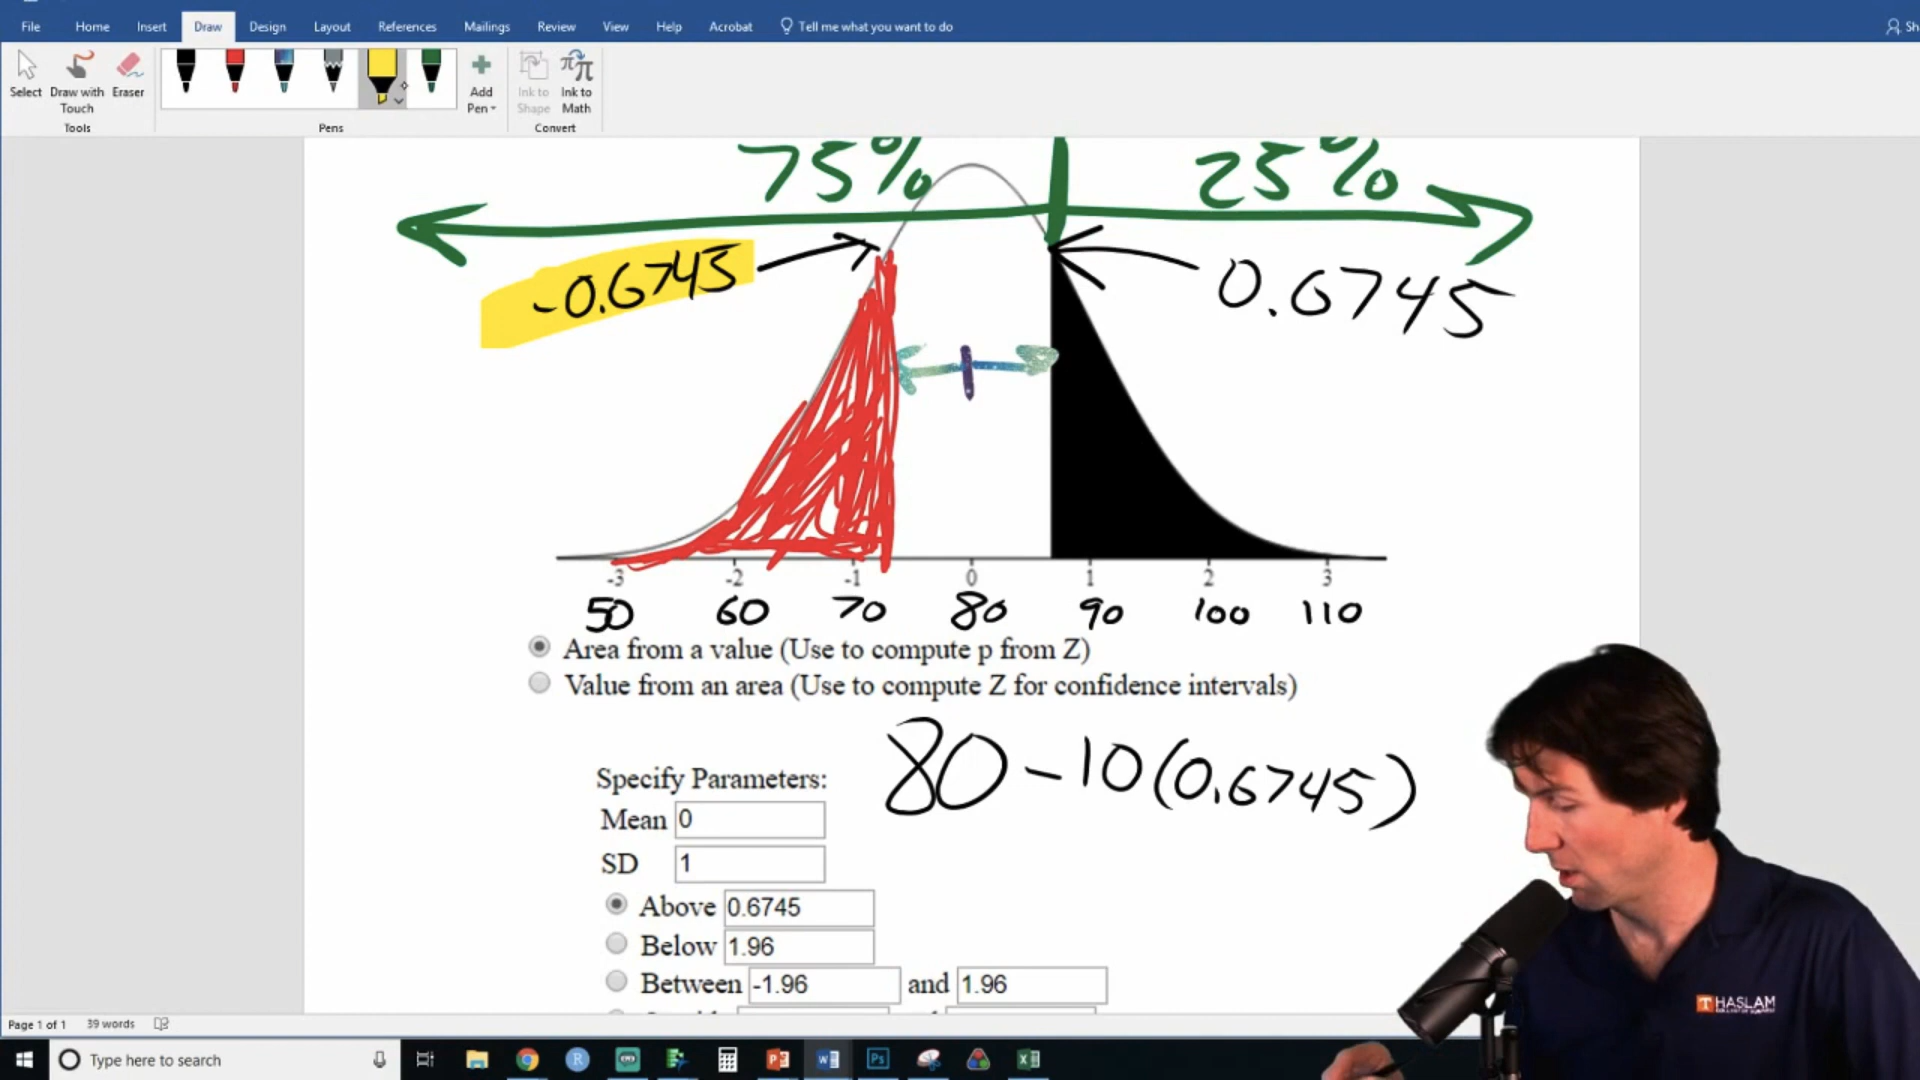 File Home Insert Draw Design Layout References Mailings Review View Help Acrobat Tell me what you want to do
Select Draw with Touch Eraser Add Pen Ink to Shape Ink to Math
Tools Pens Convert
75% 25%
-0.6745 0.6745
-3 -2 -1 0 1 2 3
50 60 70 80 90 100 110
Area from a value (Use to compute p from Z)
Value from an area (Use to compute Z for confidence intervals)
80 - 10(0.6745)
Specify Parameters:
Mean 0
SD 1
Above 0.6745
Below 1.96
Between -1.96 and 1.96
HASLAM
Page 1 of 1 39 words
Type here to search